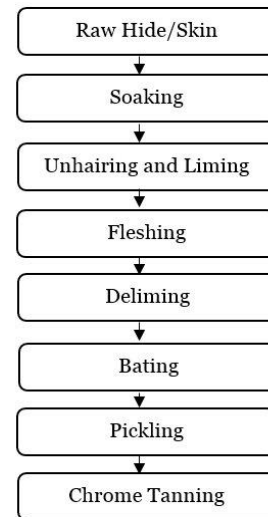 Raw Hide/Skin
Soaking
Unhairing and Liming
Fleshing
Deliming
Bating
Pickling
Chrome Tanning